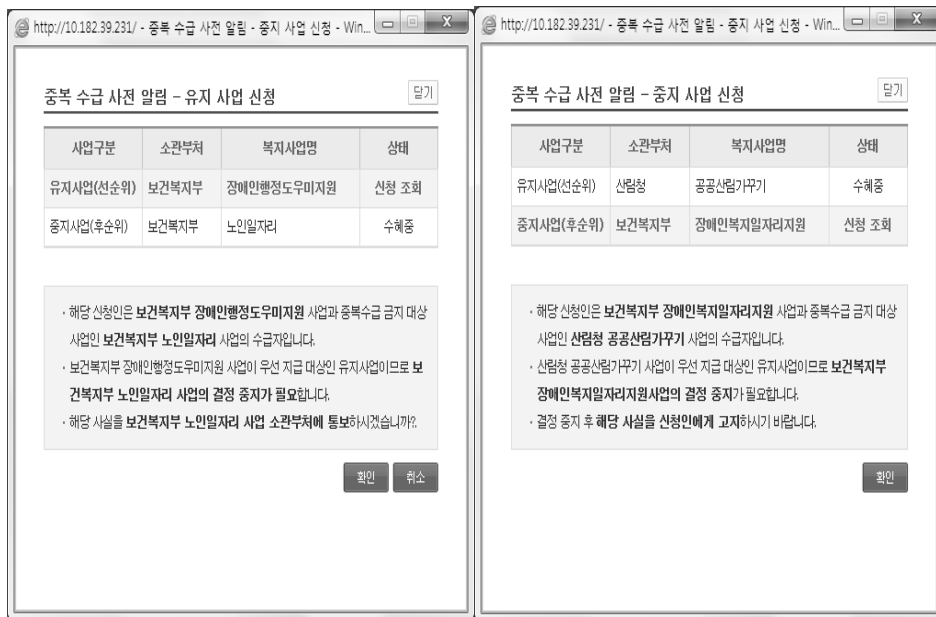 http://10.182.39.231/ - 중복 수급 사전 알림 - 중지 사업 신청 - Win...
중복 수급 사전 알림 – 유지 사업 신청
닫기
사업구분 소관부처 복지사업명 상태
유지사업(선순위) 보건복지부 장애인행정도우미지원 신청 조회
중지사업(후순위) 보건복지부 노인일자리 수혜중
· 해당 신청인은 보건복지부 장애인행정도우미지원 사업과 중복수급 금지 대상
사업인 보건복지부 노인일자리 사업의 수급자입니다.
· 보건복지부 장애인행정도우미지원 사업이 우선 지급 대상인 유지사업이므로 보
건복지부 노인일자리 사업의 결정 중지가 필요합니다.
· 해당 사실을 보건복지부 노인일자리 사업 소관부처에 통보하시겠습니까?.
확인 취소
http://10.182.39.231/ - 중복 수급 사전 알림 - 중지 사업 신청 - Win...
중복 수급 사전 알림 – 중지 사업 신청
닫기
사업구분 소관부처 복지사업명 상태
유지사업(선순위) 산림청 공공산림가꾸기 수혜중
중지사업(후순위) 보건복지부 장애인복지일자리지원 신청 조회
· 해당 신청인은 보건복지부 장애인복지일자리지원 사업과 중복수급 금지 대상
사업인 산림청 공공산림가꾸기 사업의 수급자입니다.
· 산림청 공공산림가꾸기 사업이 우선 지급 대상인 유지사업이므로 보건복지부
장애인복지일자리지원사업의 결정 중지가 필요합니다.
· 결정 중지 후 해당 사실을 신청인에게 고지하시기 바랍니다.
확인